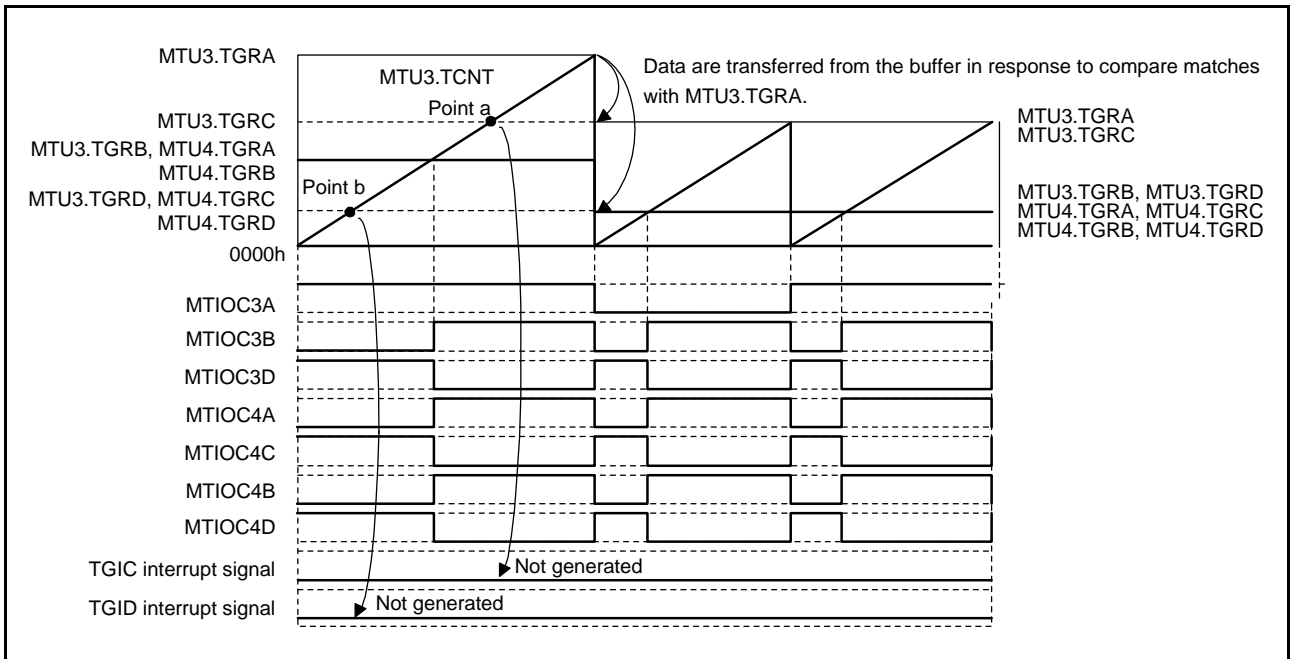 MTU3.TGRA
MTU3.TCNT
Data are transferred from the buffer in response to compare matches
with MTU3.TGRA.
Point a
MTU3.TGRC
MTU3.TGRA
MTU3.TGRC
MTU3.TGRB, MTU4.TGRA
MTU4.TGRB
Point b
MTU3.TGRD, MTU4.TGRC
MTU4.TGRD
MTU3.TGRB, MTU3.TGRD
MTU4.TGRA, MTU4.TGRC
MTU4.TGRB, MTU4.TGRD
0000h
MTIOC3A
MTIOC3B
MTIOC3D
MTIOC4A
MTIOC4C
MTIOC4B
MTIOC4D
TGIC interrupt signal
Not generated
TGID interrupt signal
Not generated